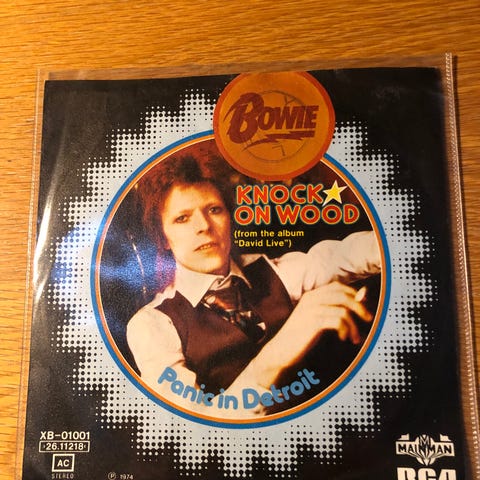 BOWIE
KNOCK
ON WOOD
(from the album
"David Live")
Panic in Detroit
XB-01001
·26.11218·
AC
STEREO
Ⓟ 1974
MM
MAINMAN
RCA